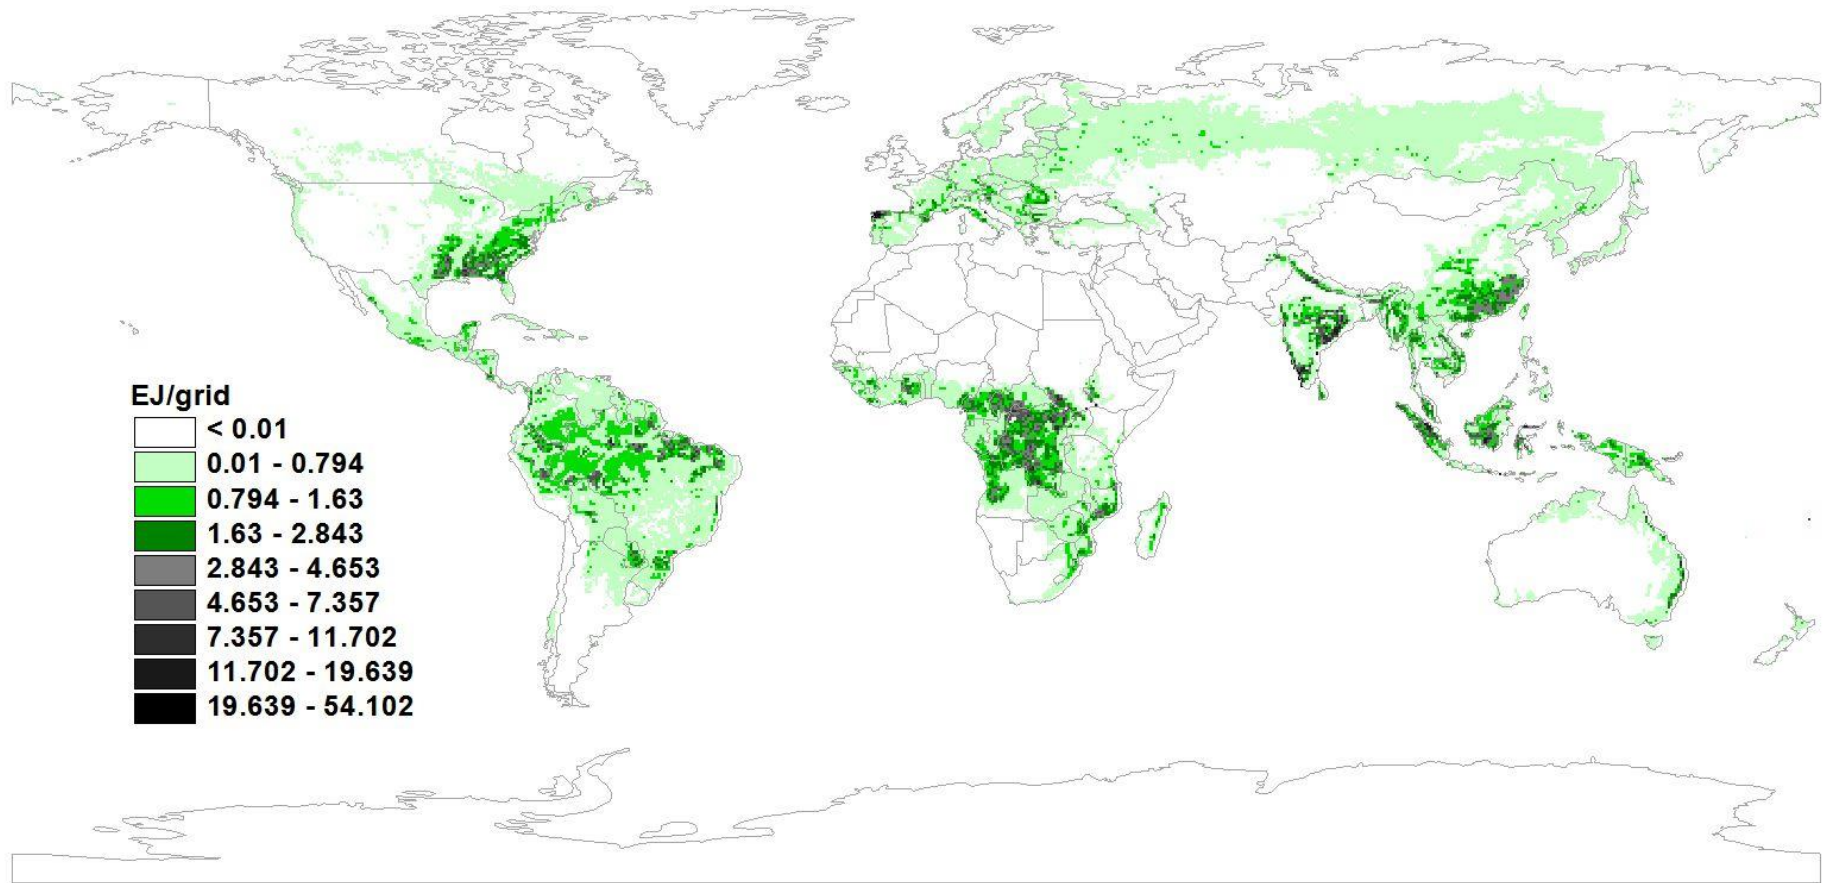 EJ/grid
< 0.01
0.01 - 0.794
0.794 - 1.63
1.63 - 2.843
2.843 - 4.653
4.653 - 7.357
7.357 - 11.702
11.702 - 19.639
19.639 - 54.102